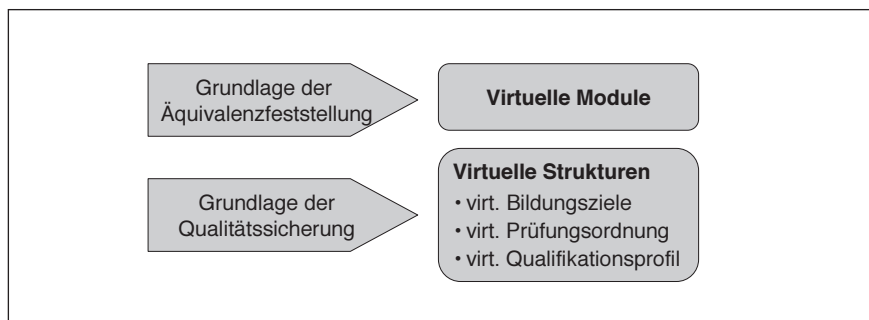 Grundlage der
Äquivalenzfeststellung
Virtuelle Module
Grundlage der
Qualitätssicherung
Virtuelle Strukturen
• virt. Bildungsziele
• virt. Prüfungsordnung
• virt. Qualifikationsprofil